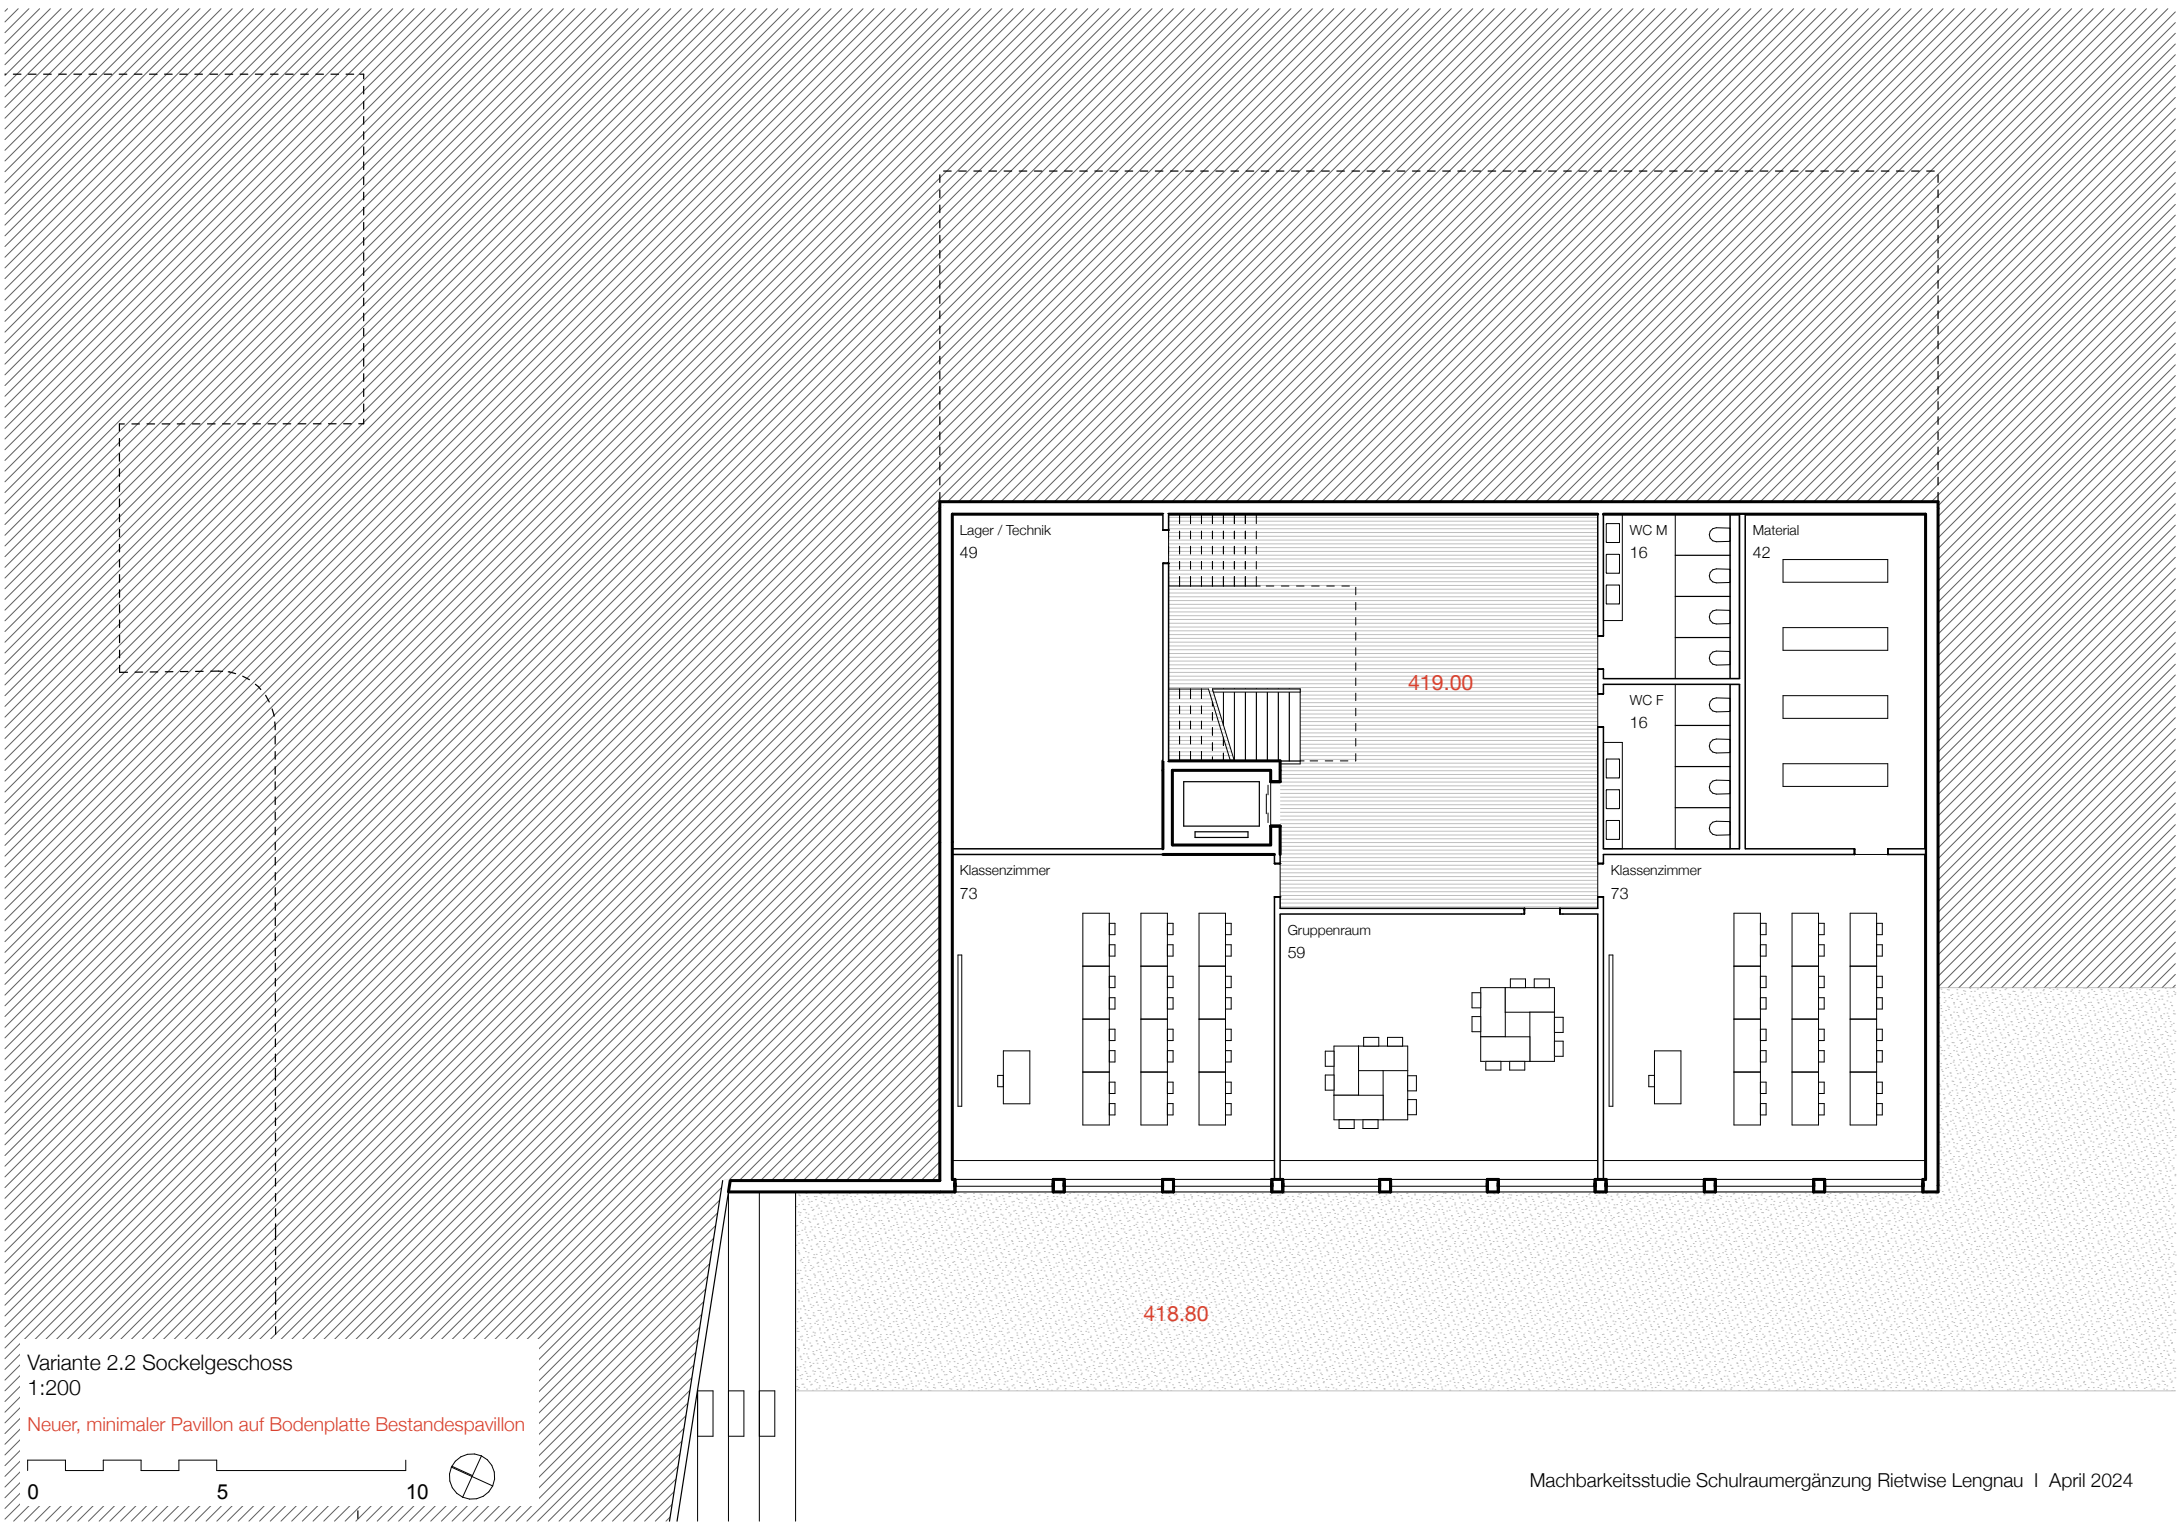 Lager / Technik
49
WC M
16
Material
42
419.00
WC F
16
Klassenzimmer
73
Klassenzimmer
73
Gruppenraum
59
418.80
Variante 2.2 Sockelgeschoss
1:200
Neuer, minimaler Pavillon auf Bodenplatte Bestandespavillon
0 5 10
Machbarkeitsstudie Schulraumergänzung Rietwise Lengnau I April 2024